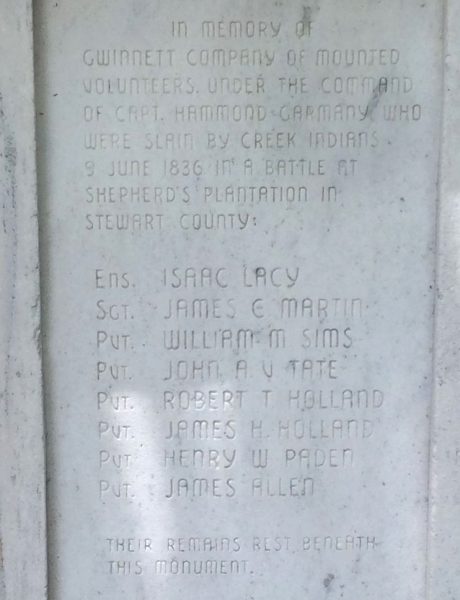 IN MEMORY OF
GWINNETT COMPANY OF MOUNTED
VOLUNTEERS, UNDER THE COMMAND
OF CAPT. HAMMOND GARMANY, WHO
WERE SLAIN BY CREEK INDIANS
9 JUNE 1836 IN A BATTLE AT
SHEPHERD'S PLANTATION IN
STEWART COUNTY:
ENS. ISAAC LACY
SGT. JAMES C MARTIN
PVT. WILLIAM M SIMS
PVT. JOHN A V TATE
PVT. ROBERT T HOLLAND
PVT. JAMES H. HOLLAND
PVT. HENRY W PADEN
PVT. JAMES ALLEN
THEIR REMAINS REST BENEATH
THIS MONUMENT.